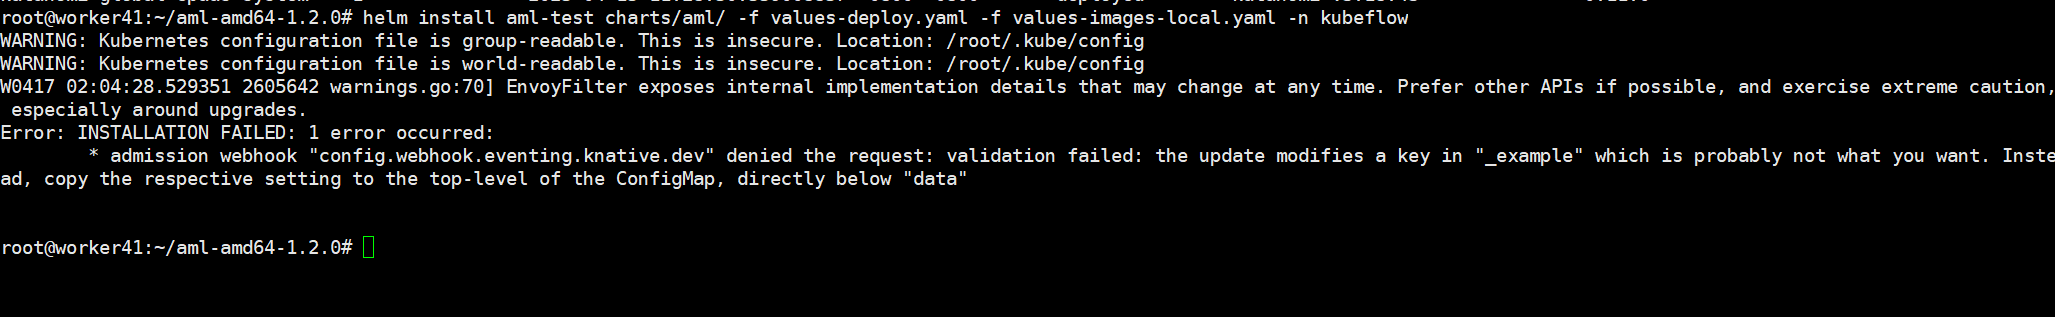 root@worker41:~/aml-amd64-1.2.0# helm install aml-test charts/aml/ -f values-deploy.yaml -f values-images-local.yaml -n kubeflow
WARNING: Kubernetes configuration file is group-readable. This is insecure. Location: /root/.kube/config
WARNING: Kubernetes configuration file is world-readable. This is insecure. Location: /root/.kube/config
W0417 02:04:28.529351 2605642 warnings.go:70] EnvoyFilter exposes internal implementation details that may change at any time. Prefer other APIs if possible, and exercise extreme caution,
especially around upgrades.
Error: INSTALLATION FAILED: 1 error occurred:
* admission webhook "config.webhook.eventing.knative.dev" denied the request: validation failed: the update modifies a key in "_example" which is probably not what you want. Inste
ad, copy the respective setting to the top-level of the ConfigMap, directly below "data"
root@worker41:~/aml-amd64-1.2.0#